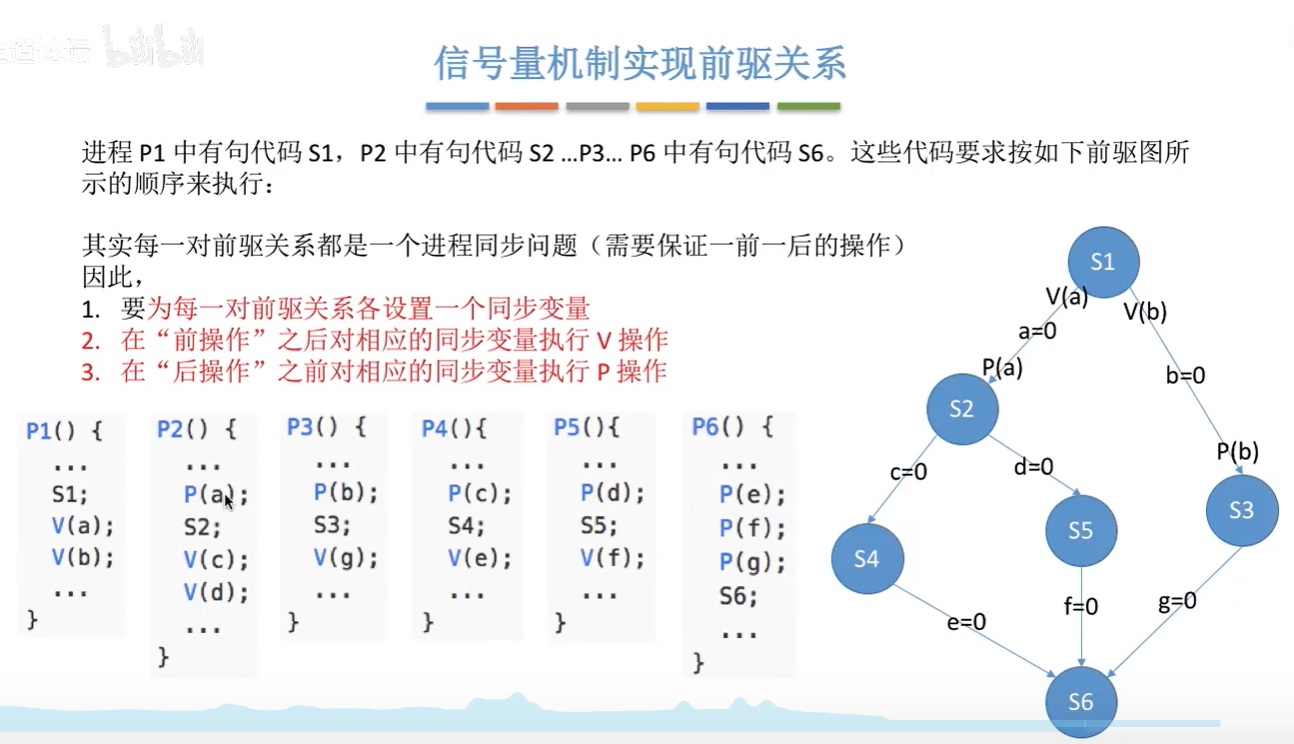 道论坛 bilibili
信号量机制实现前驱关系
进程 P1 中有句代码 S1，P2 中有句代码 S2 ...P3... P6 中有句代码 S6。这些代码要求按如下前驱图所
示的顺序来执行：
其实每一对前驱关系都是一个进程同步问题（需要保证一前一后的操作）
因此，
1. 要为每一对前驱关系各设置一个同步变量
2. 在“前操作”之后对相应的同步变量执行 V 操作
3. 在“后操作”之前对相应的同步变量执行 P 操作
P1() {
...
S1;
V(a);
V(b);
...
}
P2() {
...
P(a);
S2;
V(c);
V(d);
...
}
P3() {
...
P(b);
S3;
V(g);
...
}
P4(){
...
P(c);
S4;
V(e);
...
}
P5(){
...
P(d);
S5;
V(f);
...
}
P6() {
...
P(e);
P(f);
P(g);
S6;
...
}
S1
V(a)
V(b)
a=0
P(a)
b=0
S2
P(b)
c=0
d=0
S3
S5
S4
f=0
g=0
e=0
S6